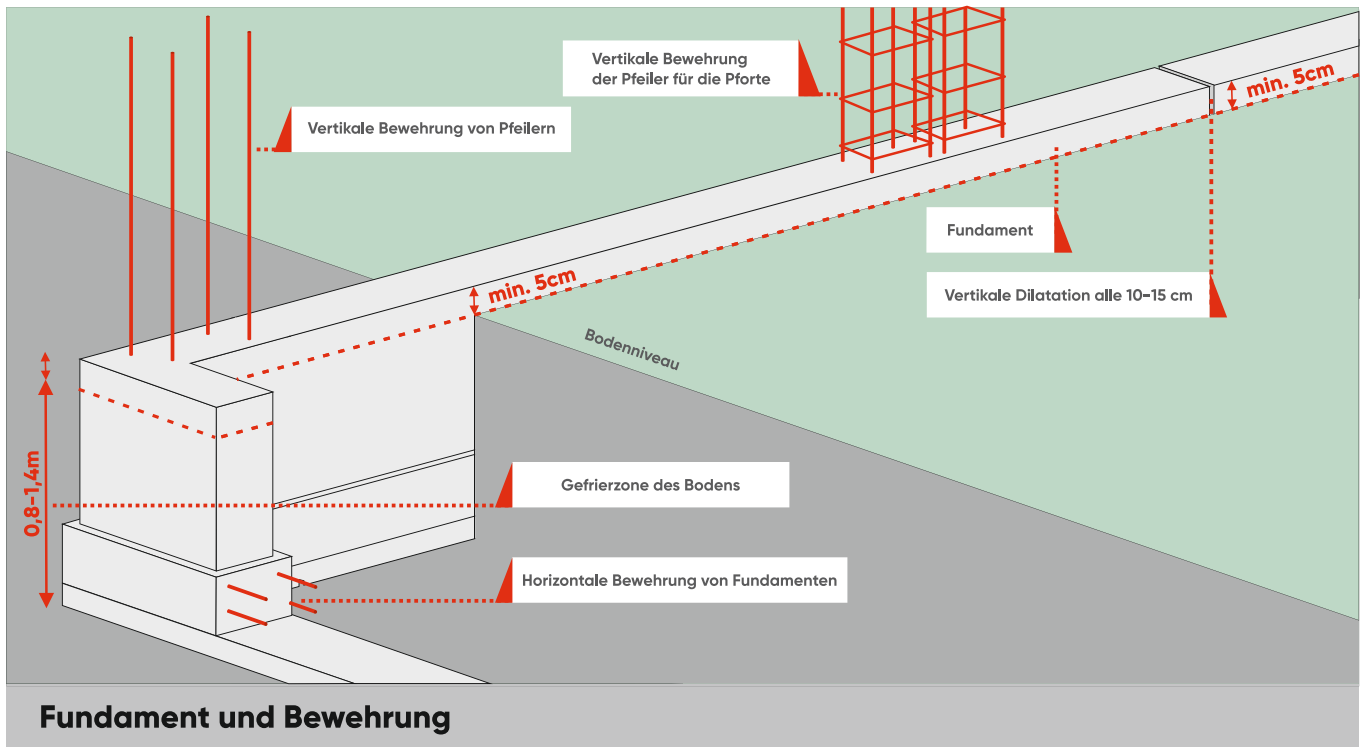 Vertikale Bewehrung
der Pfeiler für die Pforte
min. 5cm
Vertikale Bewehrung von Pfeilern
Fundament
min. 5cm
Vertikale Dilatation alle 10-15 cm
Bodenniveau
0,8-1,4m
Gefrierzone des Bodens
Horizontale Bewehrung von Fundamenten
Fundament und Bewehrung